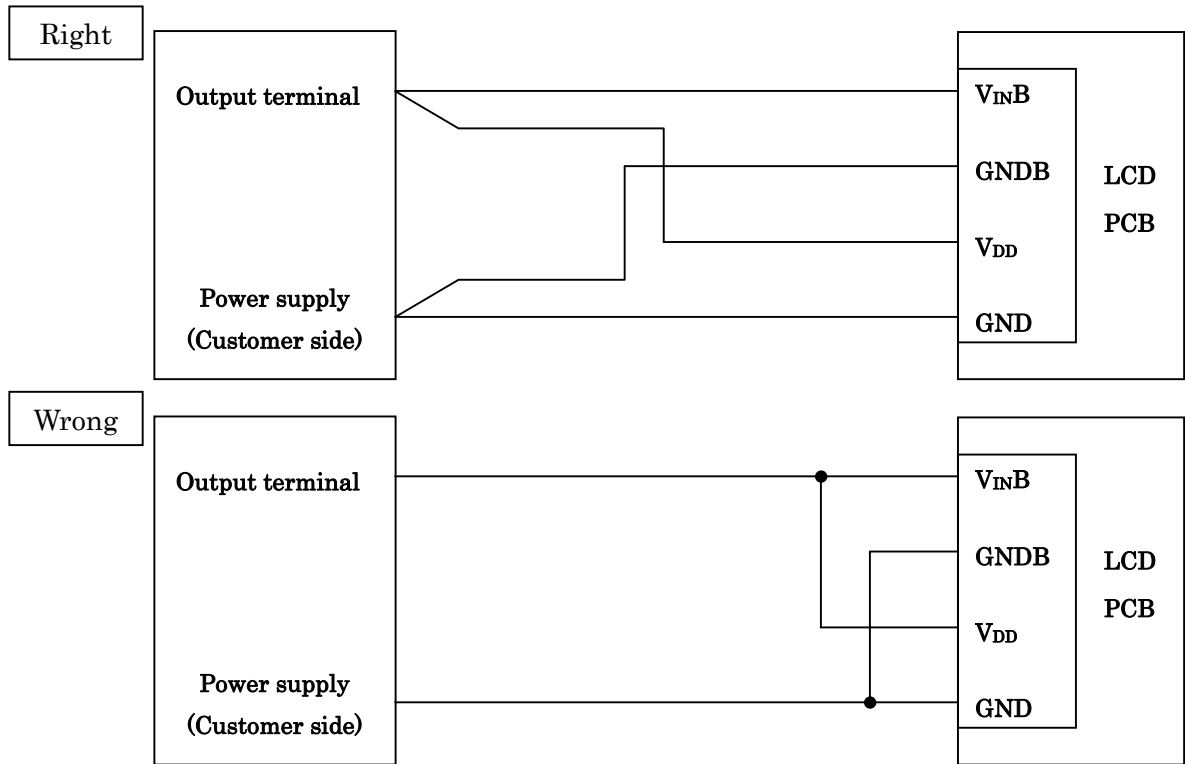 Right
Output terminal
Power supply
(Customer side)
VINB
GNDB
VDD
GND
LCD
PCB
Wrong
Output terminal
Power supply
(Customer side)
VINB
GNDB
VDD
GND
LCD
PCB